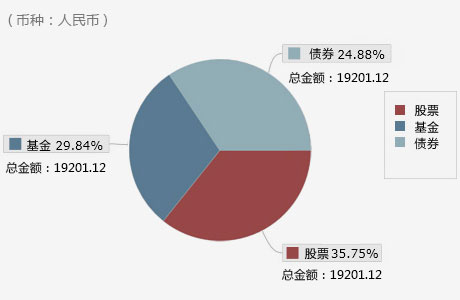 （币种：人民币）
债券 24.88%
总金额：19201.12
股票
基金
债券
基金 29.84%
总金额：19201.12
股票 35.75%
总金额：19201.12